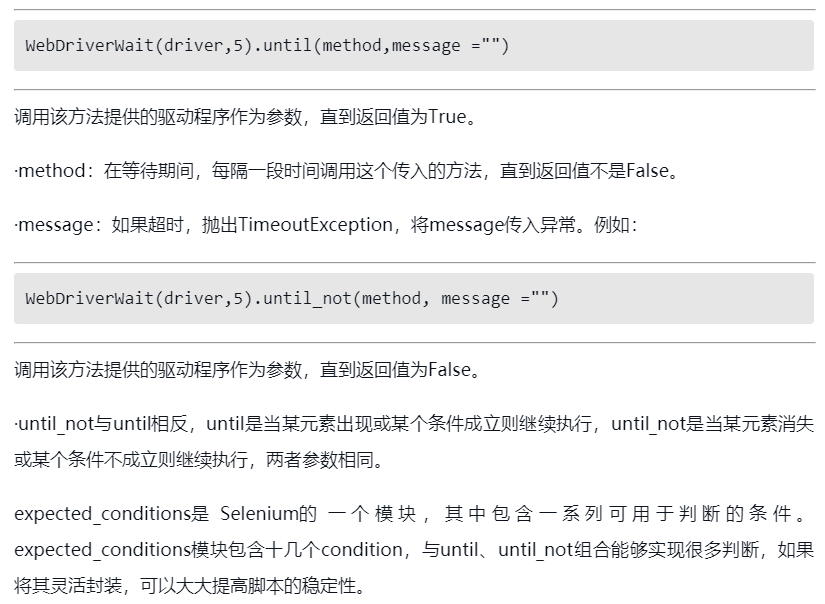 WebDriverWait(driver,5).until(method,message ="")
调用该方法提供的驱动程序作为参数，直到返回值为True。
·method：在等待期间，每隔一段时间调用这个传入的方法，直到返回值不是False。
·message：如果超时，抛出TimeoutException，将message传入异常。例如：
WebDriverWait(driver,5).until_not(method, message ="")
调用该方法提供的驱动程序作为参数，直到返回值为False。
·until_not与until相反，until是当某元素出现或某个条件成立则继续执行，until_not是当某元素消失
或某个条件不成立则继续执行，两者参数相同。
expected_conditions是 Selenium的 一个模块，其中包含一系列可用于判断的条件。
expected_conditions模块包含十几个condition，与until、until_not组合能够实现很多判断，如果
将其灵活封装，可以大大提高脚本的稳定性。